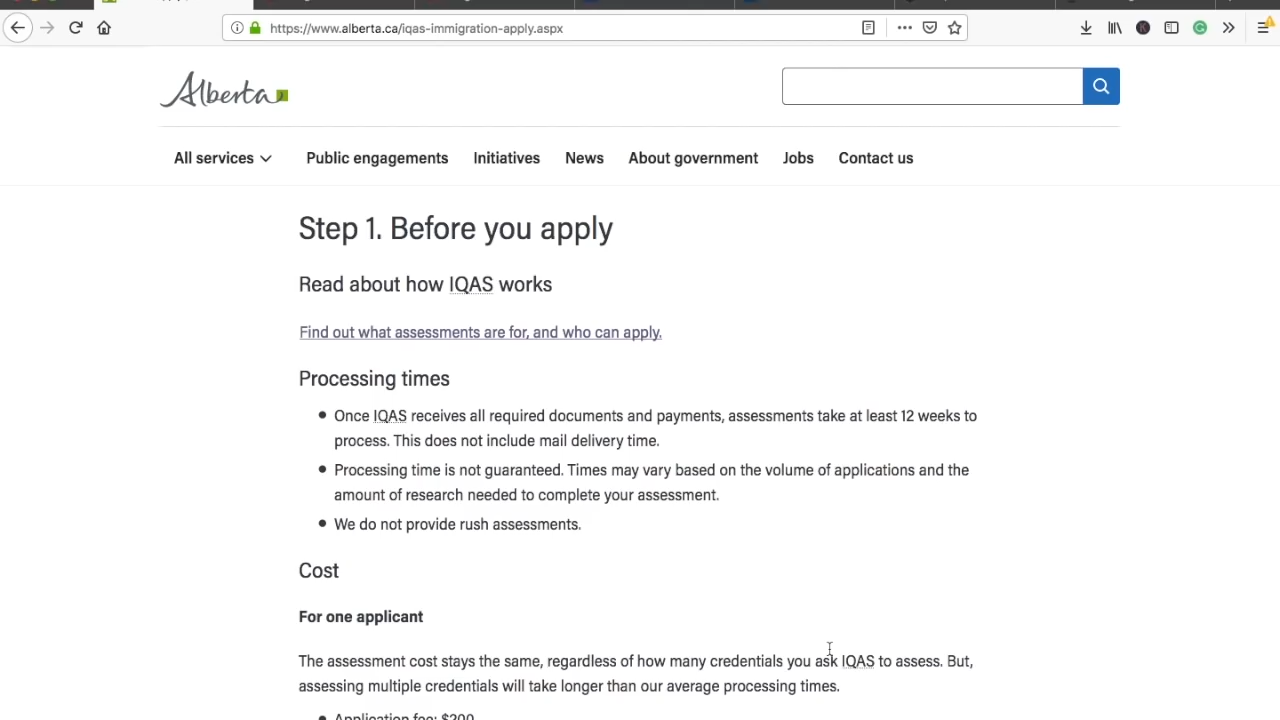 https://www.alberta.ca/iqas-immigration-apply.aspx
Alberta
All services Public engagements Initiatives News About government Jobs Contact us
Step 1. Before you apply
Read about how IQAS works
Find out what assessments are for, and who can apply.
Processing times
Once IQAS receives all required documents and payments, assessments take at least 12 weeks to
process. This does not include mail delivery time.
Processing time is not guaranteed. Times may vary based on the volume of applications and the
amount of research needed to complete your assessment.
We do not provide rush assessments.
Cost
For one applicant
The assessment cost stays the same, regardless of how many credentials you ask IQAS to assess. But,
assessing multiple credentials will take longer than our average processing times.
Application fee: $200